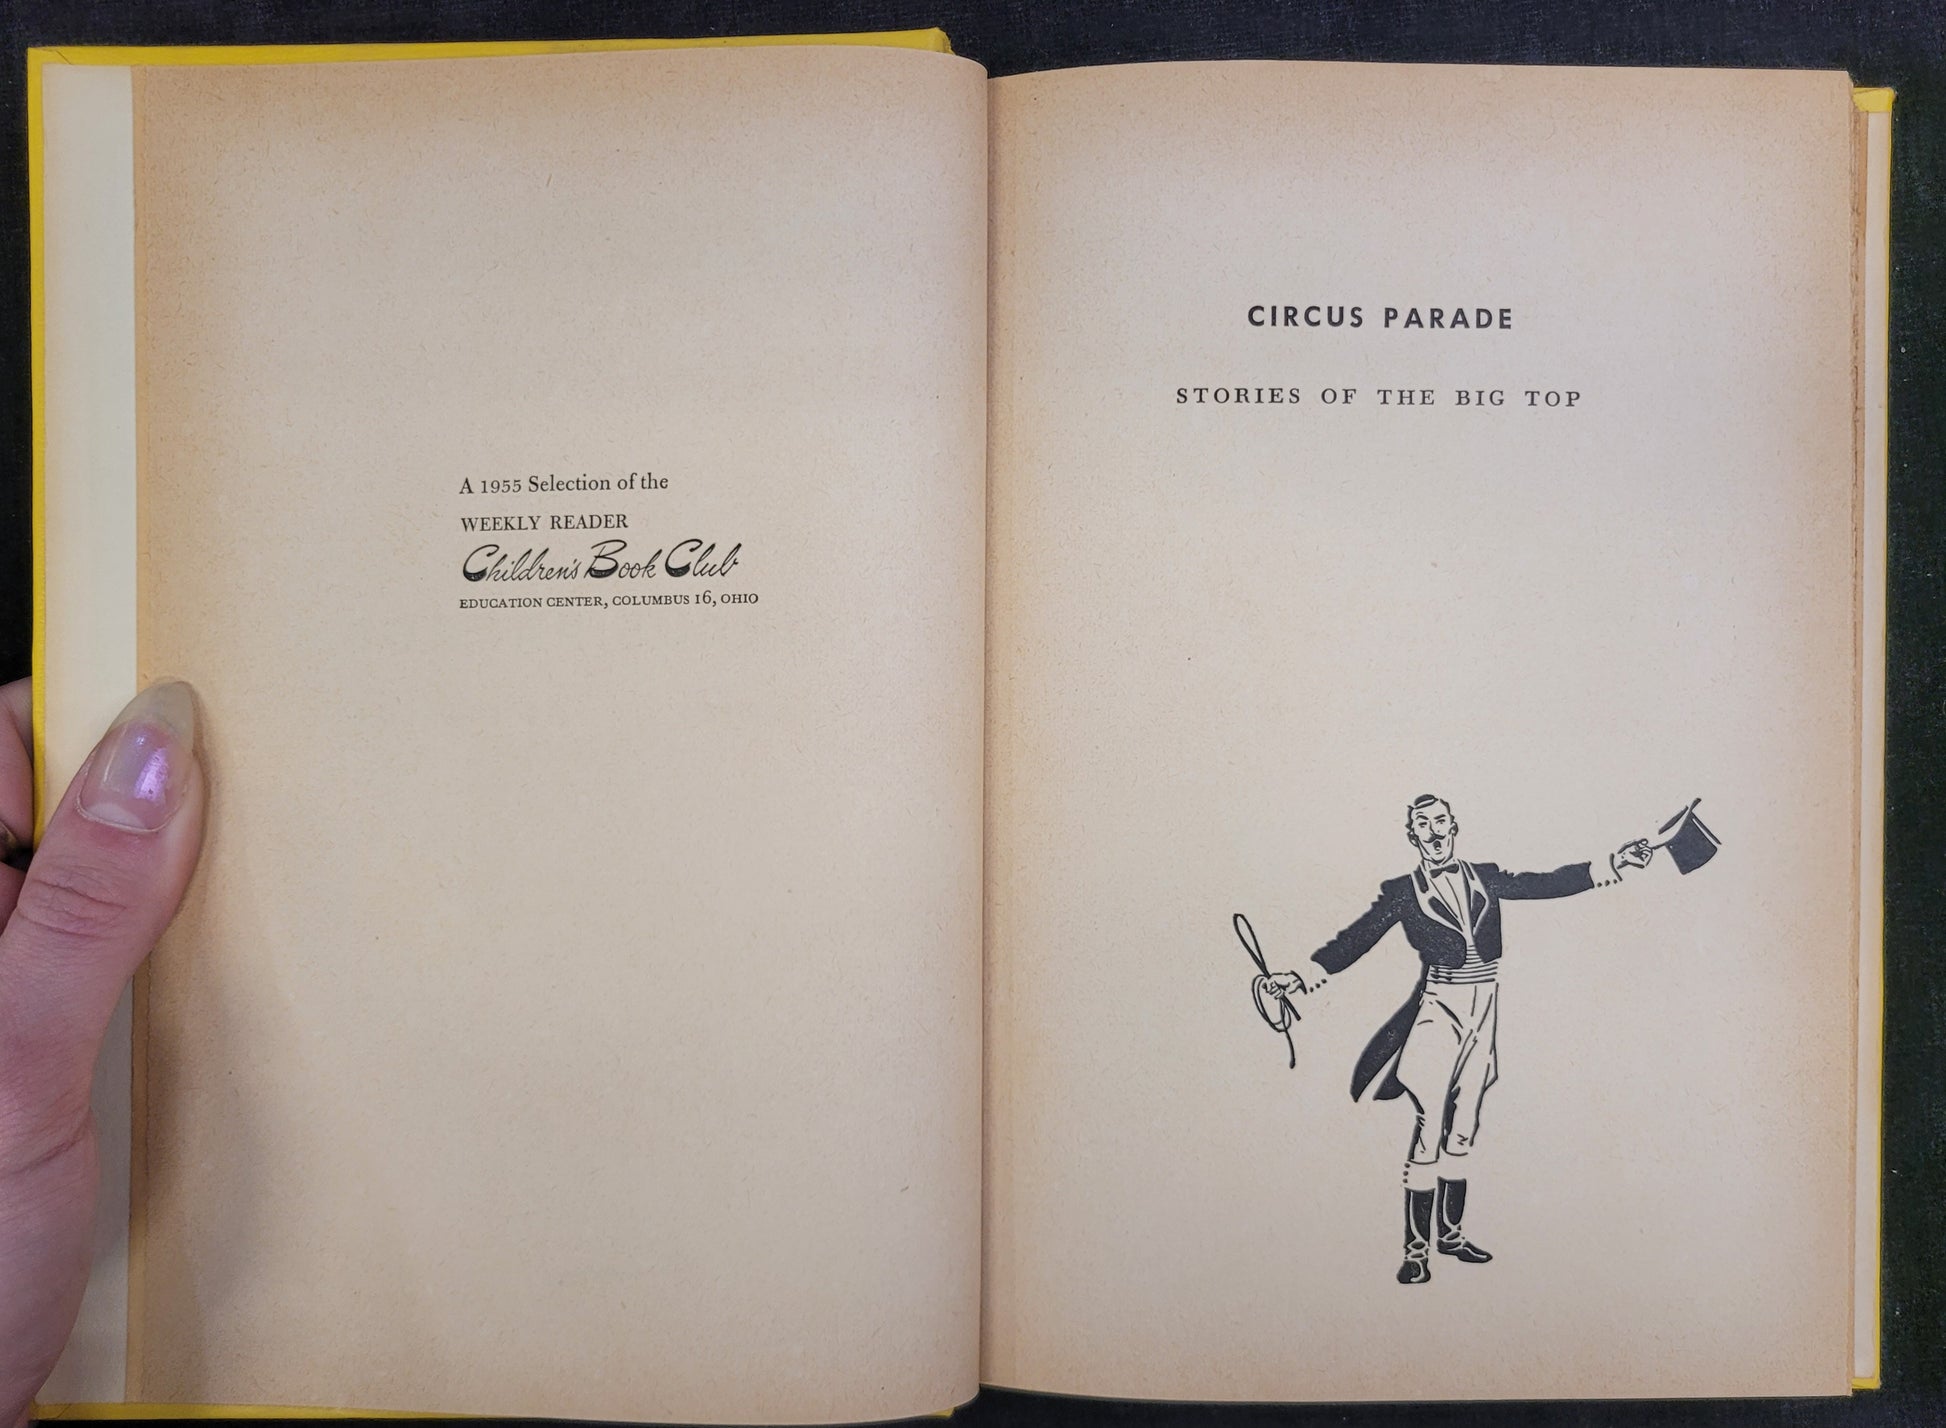 A 1955 Selection of the
WEEKLY READER
Children's Book Club
EDUCATION CENTER, COLUMBUS 16, OHIO
CIRCUS PARADE
STORIES OF THE BIG TOP